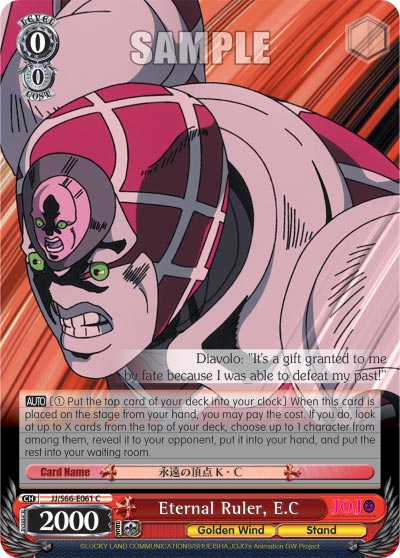 LEVEL
0
0
COST
SAMPLE
Diavolo: "It's a gift granted to me
by fate because I was able to defeat my past!"
AUTO [① Put the top card of your deck into your clock] When this card is
placed on the stage from your hand, you may pay the cost. If you do, look
at up to X cards from the top of your deck, choose up to 1 character from
among them, reveal it to your opponent, put it into your hand, and put the
rest into your waiting room.
Card Name 永遠の頂点 K・C
CH JJ/S66-E061 C
POWER 2000
Eternal Ruler, E.C JOJO
Golden Wind Stand
©LUCKY LAND COMMUNICATIONS/SHUEISHA,JOJO's Animation GW Project